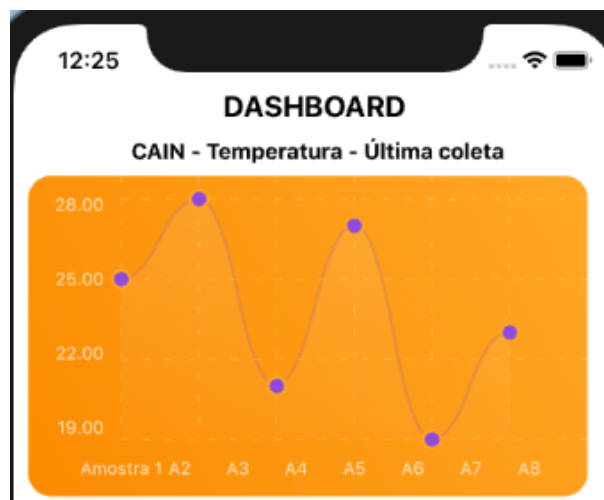 12:25
DASHBOARD
CAIN - Temperatura - Última coleta
28.00
25.00
22.00
19.00
Amostra 1 A2 A3 A4 A5 A6 A7 A8